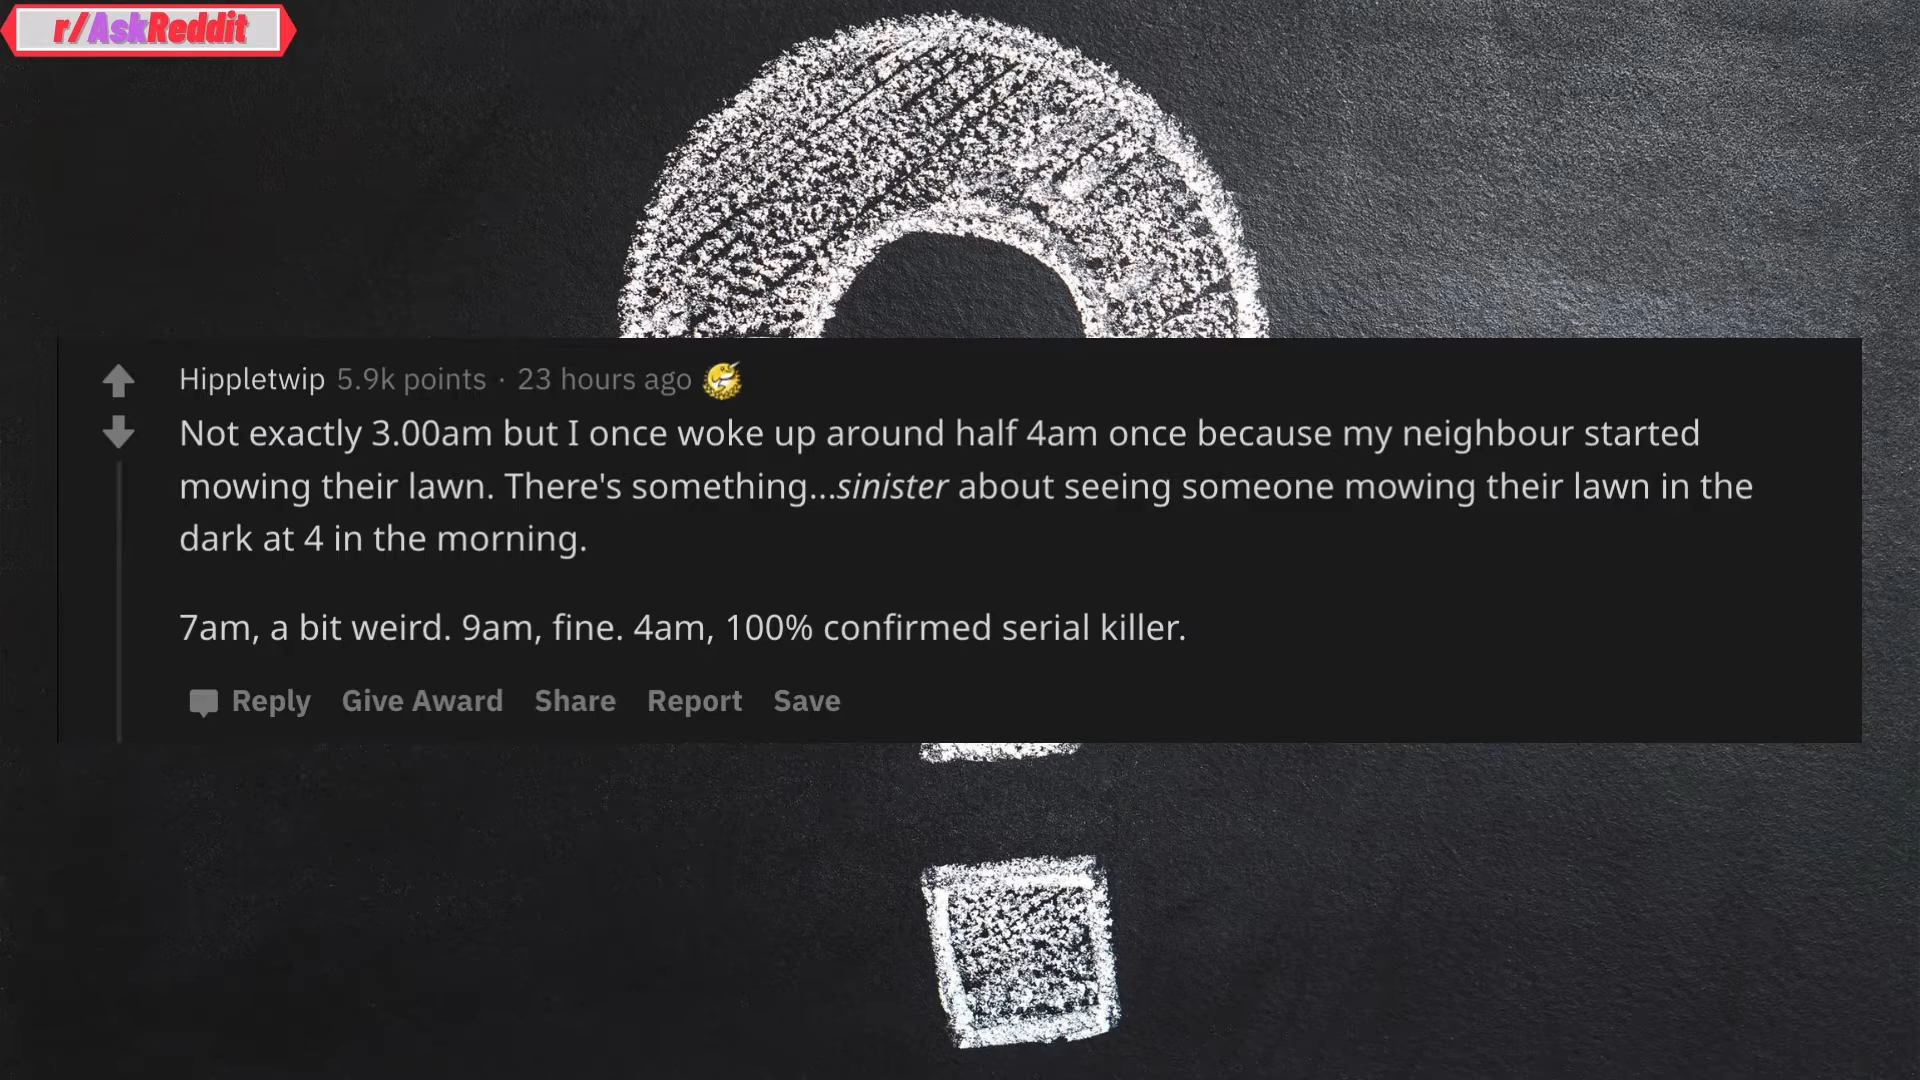 r/AskReddit
Hippletwip 5.9k points · 23 hours ago
Not exactly 3.00am but I once woke up around half 4am once because my neighbour started
mowing their lawn. There's something...sinister about seeing someone mowing their lawn in the
dark at 4 in the morning.
7am, a bit weird. 9am, fine. 4am, 100% confirmed serial killer.
Reply Give Award Share Report Save